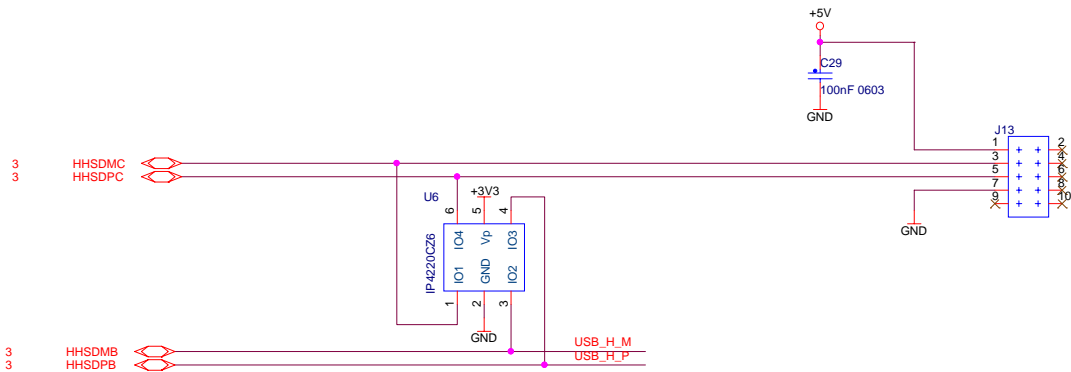 +5V
C29
100nF 0603
GND
J13
1 2
3 HHSDMC 3 4
3 HHSDPC 5 6
7 8
9 10
GND
U6 +3V3
6 5 4
IO4 Vp IO3
IP4220CZ6
IO1 GND IO2
1 2 3
GND
3 HHSDMB USB_H_M
3 HHSDPB USB_H_P